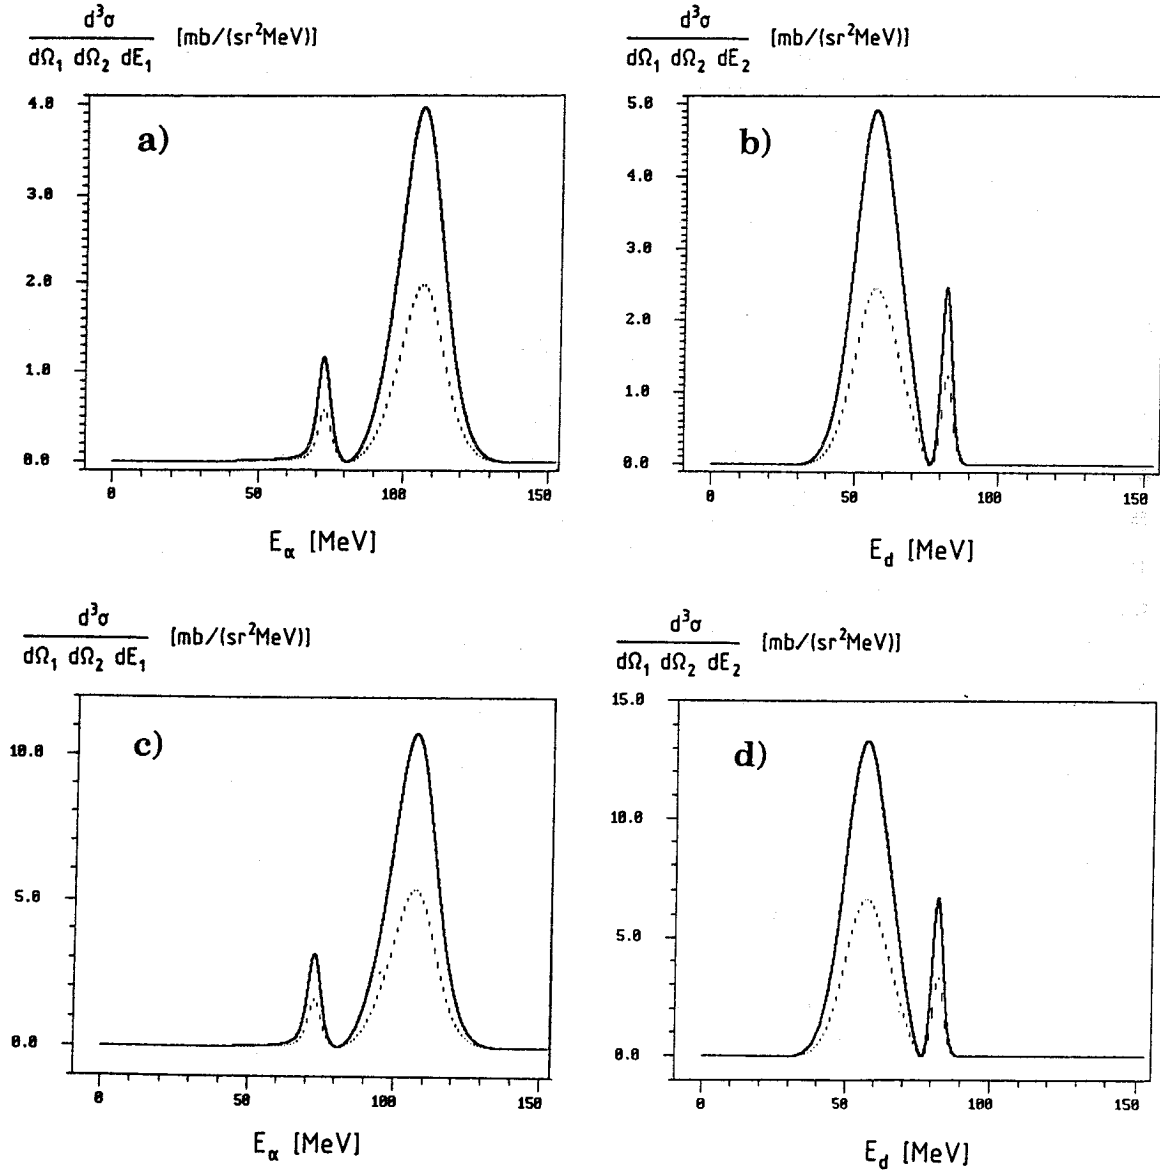 d³σ
[mb/(sr²MeV)]
dΩ₁ dΩ₂ dE₁
4.0
3.0
2.0
1.0
0.0
a)
0 50 100 150
E_α [MeV]
d³σ
[mb/(sr²MeV)]
dΩ₁ dΩ₂ dE₂
5.0
4.0
3.0
2.0
1.0
0.0
b)
0 50 100 150
E_d [MeV]
d³σ
[mb/(sr²MeV)]
dΩ₁ dΩ₂ dE₁
10.0
5.0
0.0
c)
0 50 100 150
E_α [MeV]
d³σ
[mb/(sr²MeV)]
dΩ₁ dΩ₂ dE₂
15.0
10.0
5.0
0.0
d)
0 50 100 150
E_d [MeV]